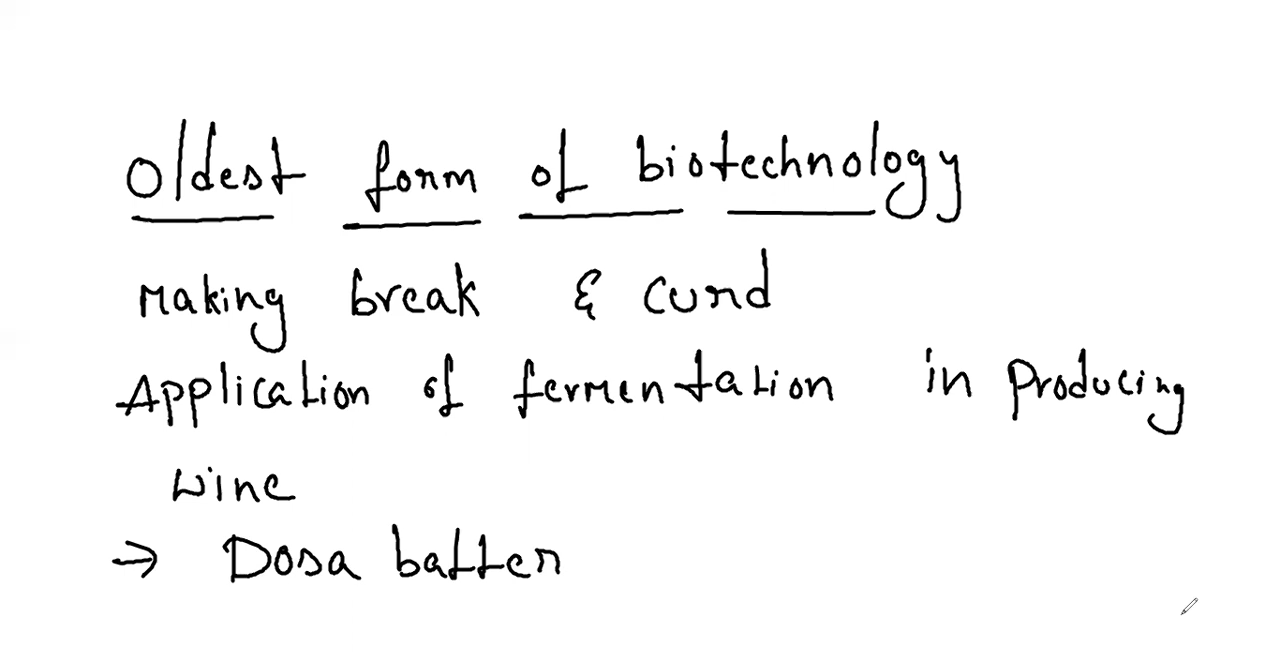 Oldest form of biotechnology
Making break & curd
Application of fermentation in producing
wine
→ Dosa batter